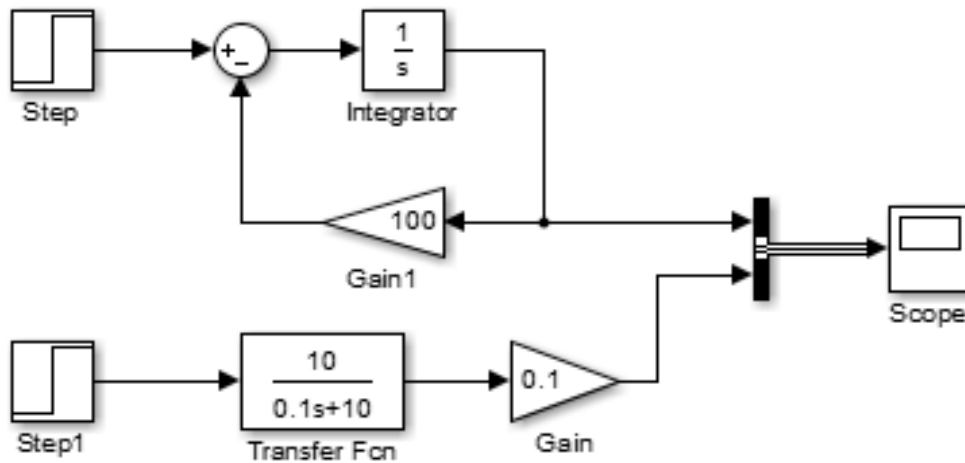 +
−
1
s
Step
Integrator
100
Gain1
Scope
10
0.1s+10
0.1
Step1
Transfer Fcn
Gain